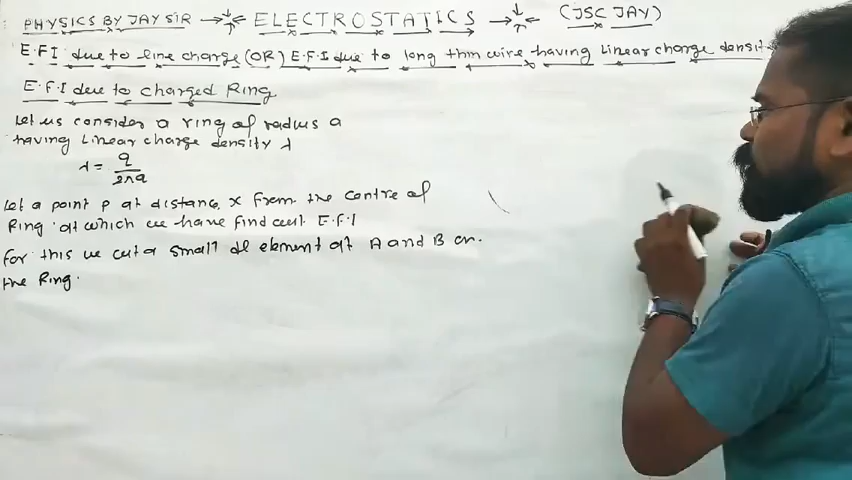 PHYSICS BY JAY SIR → ELECTROSTATICS → (JSC JAY)
E.F.I due to line charge (OR) E.F.I due to long thin wire having Linear charge densit
E.F.I due to charged Ring
Let us consider a ring of radius a
having Linear charge density λ
λ = q/2πa
Let a point P at distance x from the centre of
Ring at which we have find out E.F.I
For this we cut a small dl element at A and B on
the Ring.